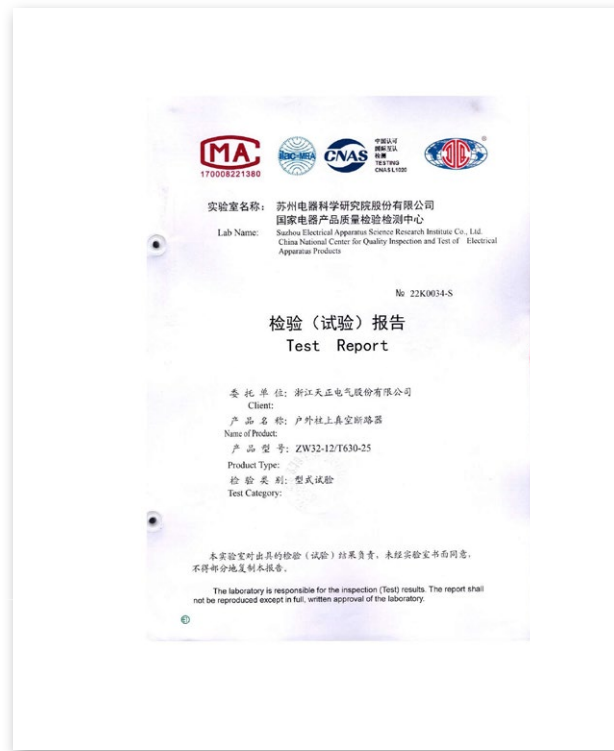 MA
170008221380
ilac-MRA
CNAS
中国认可
国际互认
检测
TESTING
CNAS L1020
实验室名称: 苏州电器科学研究院股份有限公司
国家电器产品质量检验检测中心
Lab Name: Suzhou Electrical Apparatus Science Research Institute Co., Ltd.
China National Center for Quality Inspection and Test of Electrical
Apparatus Products
№ 22K0034-S
检验（试验）报告
Test Report
委托单位: 浙江天正电气股份有限公司
Client:
产品名称: 户外柱上真空断路器
Name of Product:
产品型号: ZW32-12/T630-25
Product Type:
检验类别: 型式试验
Test Category:
本实验室对出具的检验（试验）结果负责，未经实验室书面同意，
不得部分地复制本报告。
The laboratory is responsible for the inspection (Test) results. The report shall
not be reproduced except in full, written approval of the laboratory.